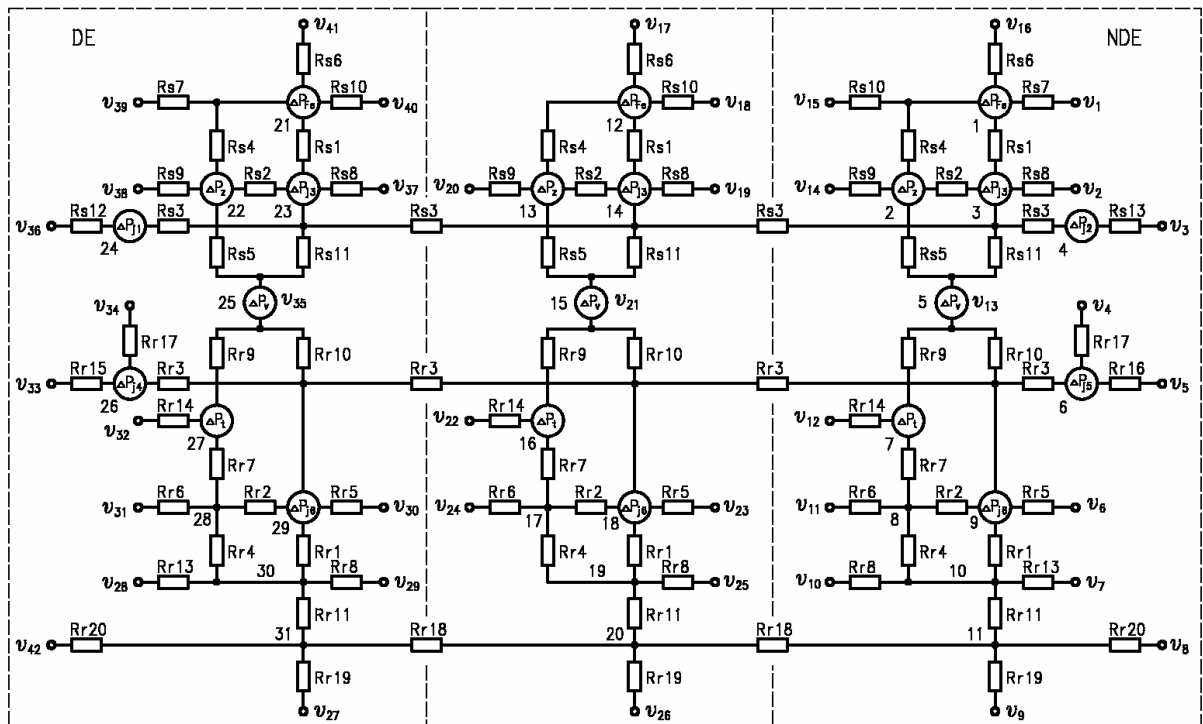 DE υ41 υ17 υ16 NDE
Rs6 Rs6 Rs6
Rs7 Rs10 Rs10 Rs10 Rs7
υ39 ΔPFe υ40 ΔPFe υ18 υ15 ΔPFe υ1
21 12 1
Rs4 Rs1 Rs4 Rs1 Rs4 Rs1
Rs9 Rs2 Rs8 Rs9 Rs2 Rs8 Rs9 Rs2 Rs8
υ38 ΔPz ΔPj3 υ37 υ20 ΔPz ΔPj3 υ19 υ14 ΔPz ΔPj3 υ2
Rs12 22 23 13 14 2 3
υ36 ΔPj1 Rs3 Rs3 Rs3 Rs3 ΔPj2 Rs13 υ3
24 4
Rs5 Rs11 Rs5 Rs11 Rs5 Rs11
25 ΔPv υ35 15 ΔPv υ21 5 ΔPv υ13
υ34 υ4
Rr17 Rr9 Rr10 Rr9 Rr10 Rr9 Rr10 Rr17
Rr15 Rr3 Rr3 Rr3 Rr3 Rr16
υ33 ΔPj4 ΔPj5 υ5
26 6
Rr14 Rr14 Rr14
υ32 ΔPt υ22 ΔPt υ12 ΔPt
27 16 7
Rr7 Rr7 Rr7
Rr6 Rr2 Rr5 Rr6 Rr2 Rr5 Rr6 Rr2 Rr5
υ31 ΔPj6 υ30 υ24 ΔPj6 υ23 υ11 ΔPj6 υ6
28 29 17 18 8 9
Rr4 Rr1 Rr4 Rr1 Rr4 Rr1
Rr13 30 Rr8 19 Rr8 Rr8 10 Rr13
υ28 υ29 υ25 υ10 υ7
Rr11 Rr11 Rr11
Rr20 31 Rr18 20 Rr18 11 Rr20
υ42 υ8
Rr19 Rr19 Rr19
υ27 υ26 υ9